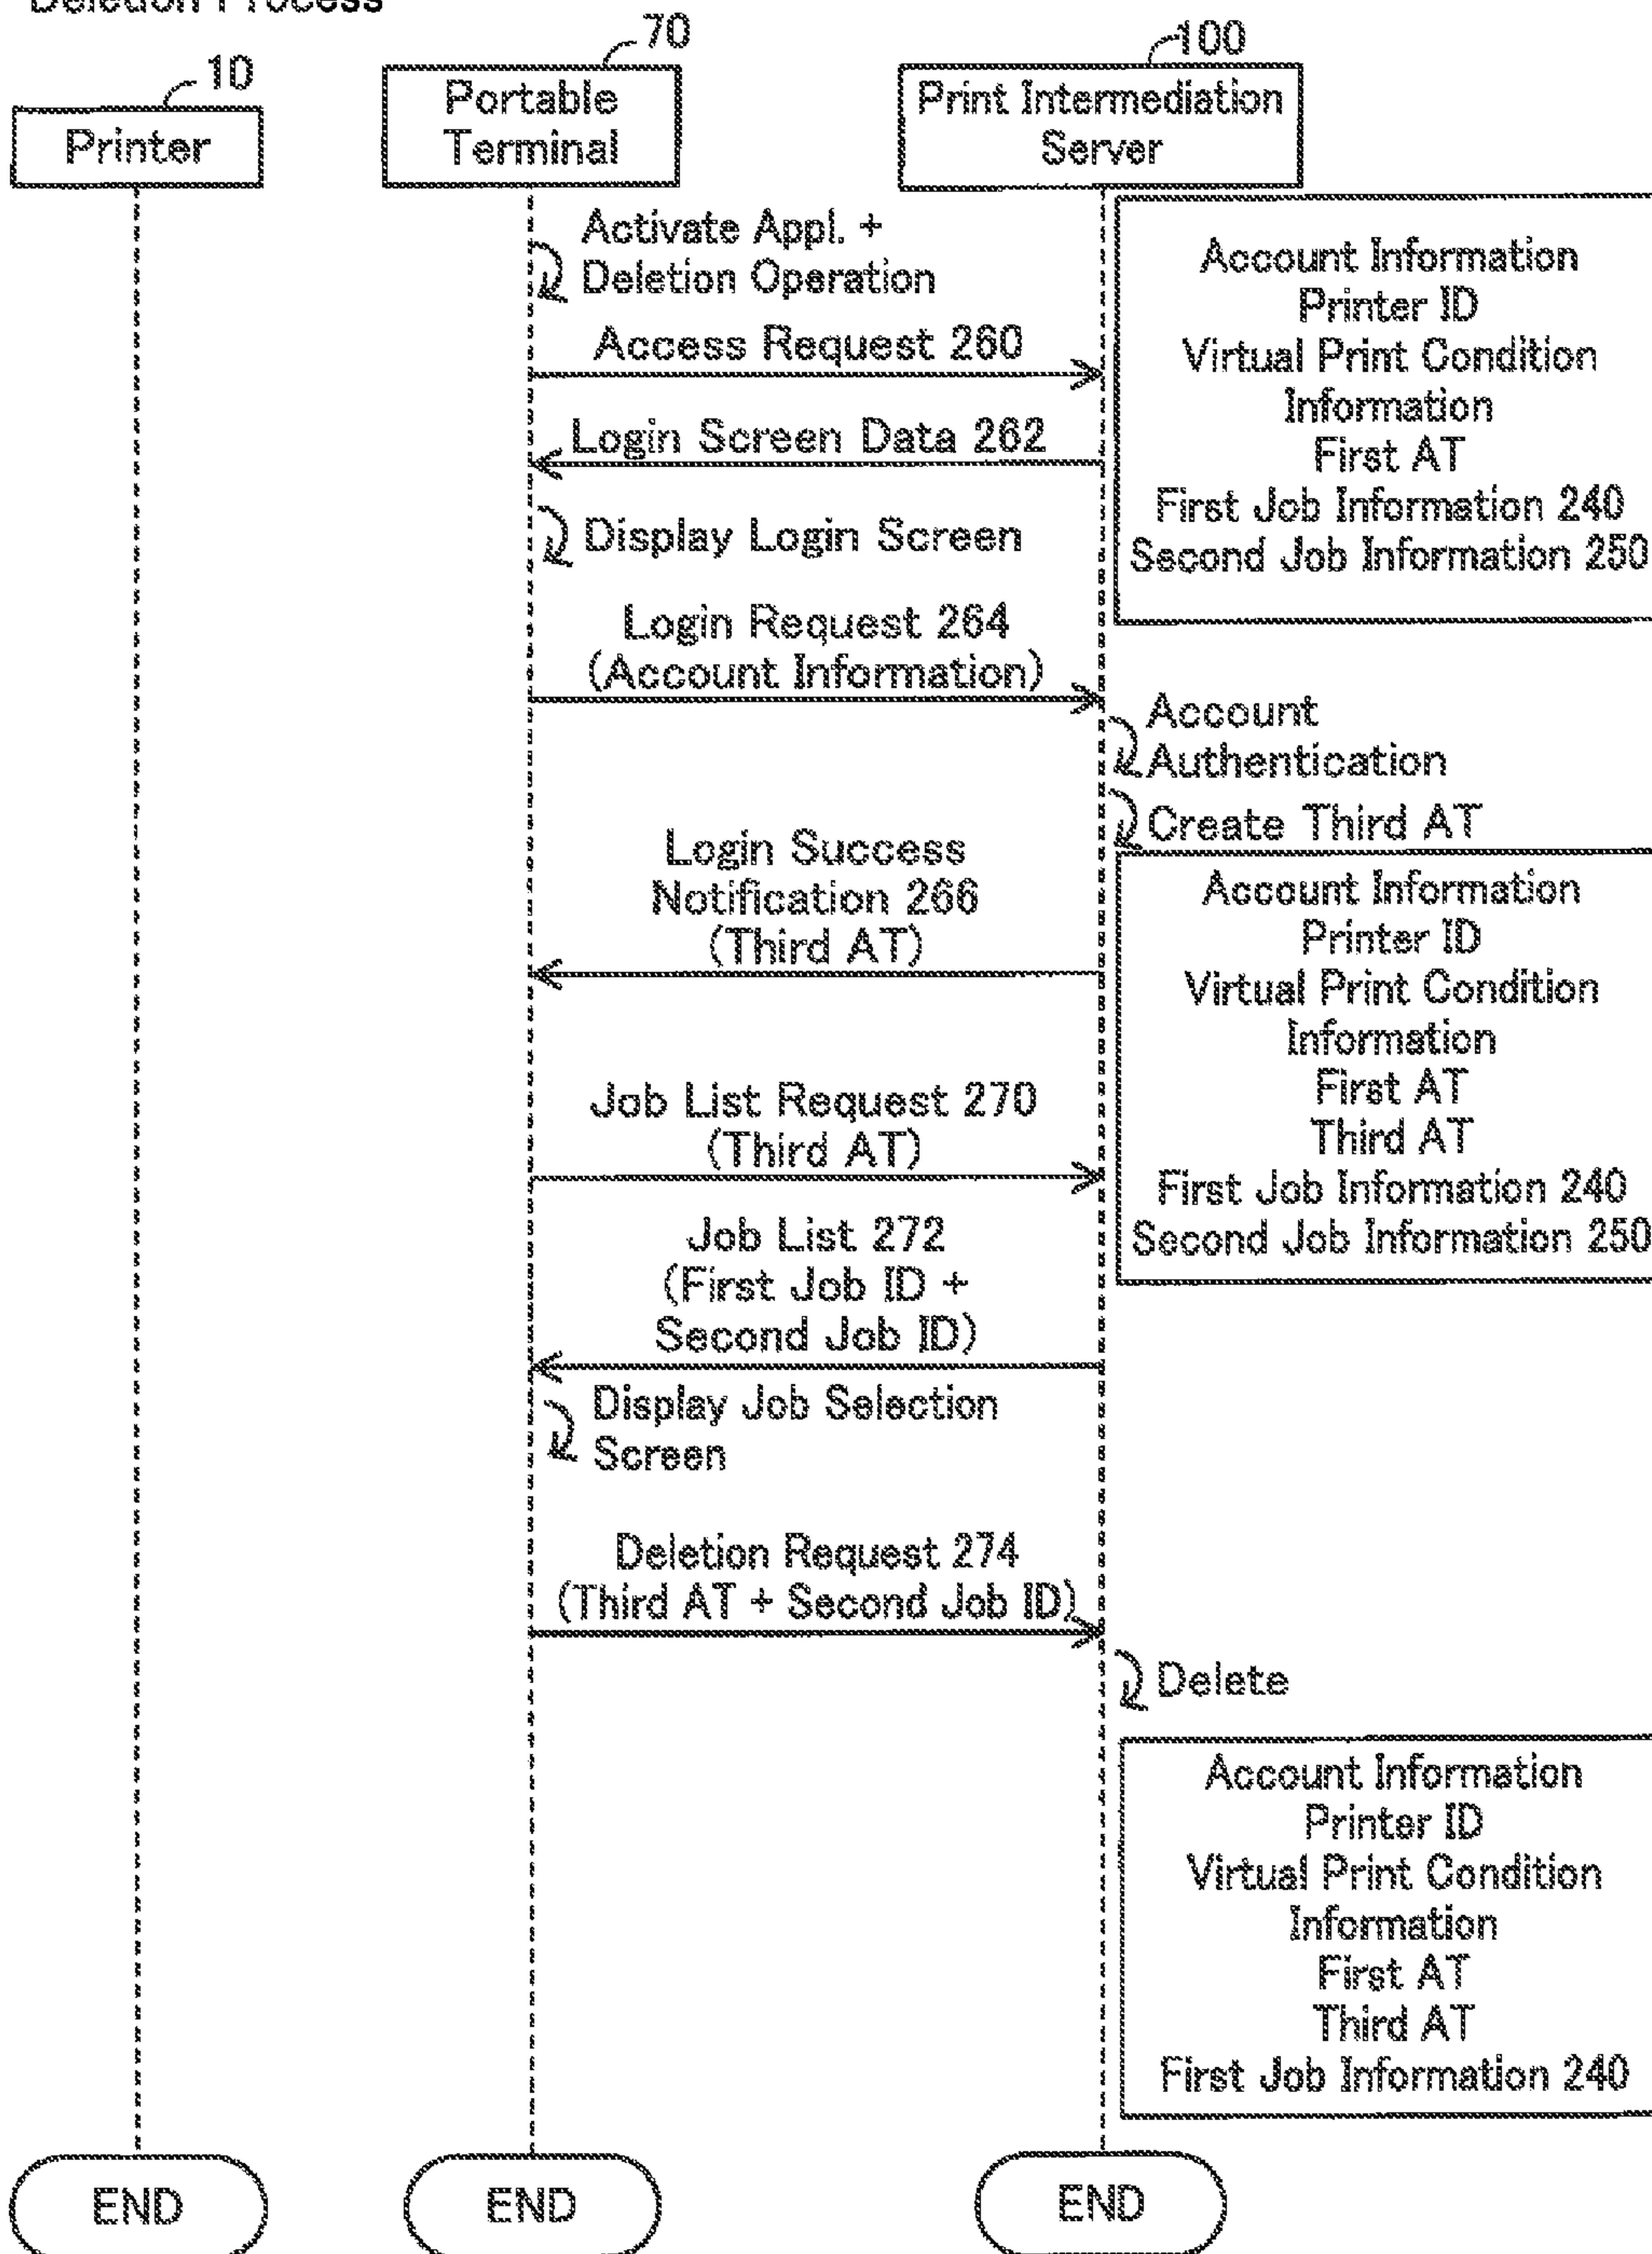 Deletion Process
10
70
100
Printer
Portable
Terminal
Print Intermediation
Server
Activate Appl. +
Deletion Operation
Account Information
Printer ID
Virtual Print Condition
Information
First AT
First Job Information 240
Second Job Information 250
Access Request 260
Login Screen Data 262
Display Login Screen
Login Request 264
(Account Information)
Account
Authentication
Create Third AT
Login Success
Notification 266
(Third AT)
Account Information
Printer ID
Virtual Print Condition
Information
First AT
Third AT
First Job Information 240
Second Job Information 250
Job List Request 270
(Third AT)
Job List 272
(First Job ID +
Second Job ID)
Display Job Selection
Screen
Deletion Request 274
(Third AT + Second Job ID)
Delete
Account Information
Printer ID
Virtual Print Condition
Information
First AT
Third AT
First Job Information 240
END
END
END